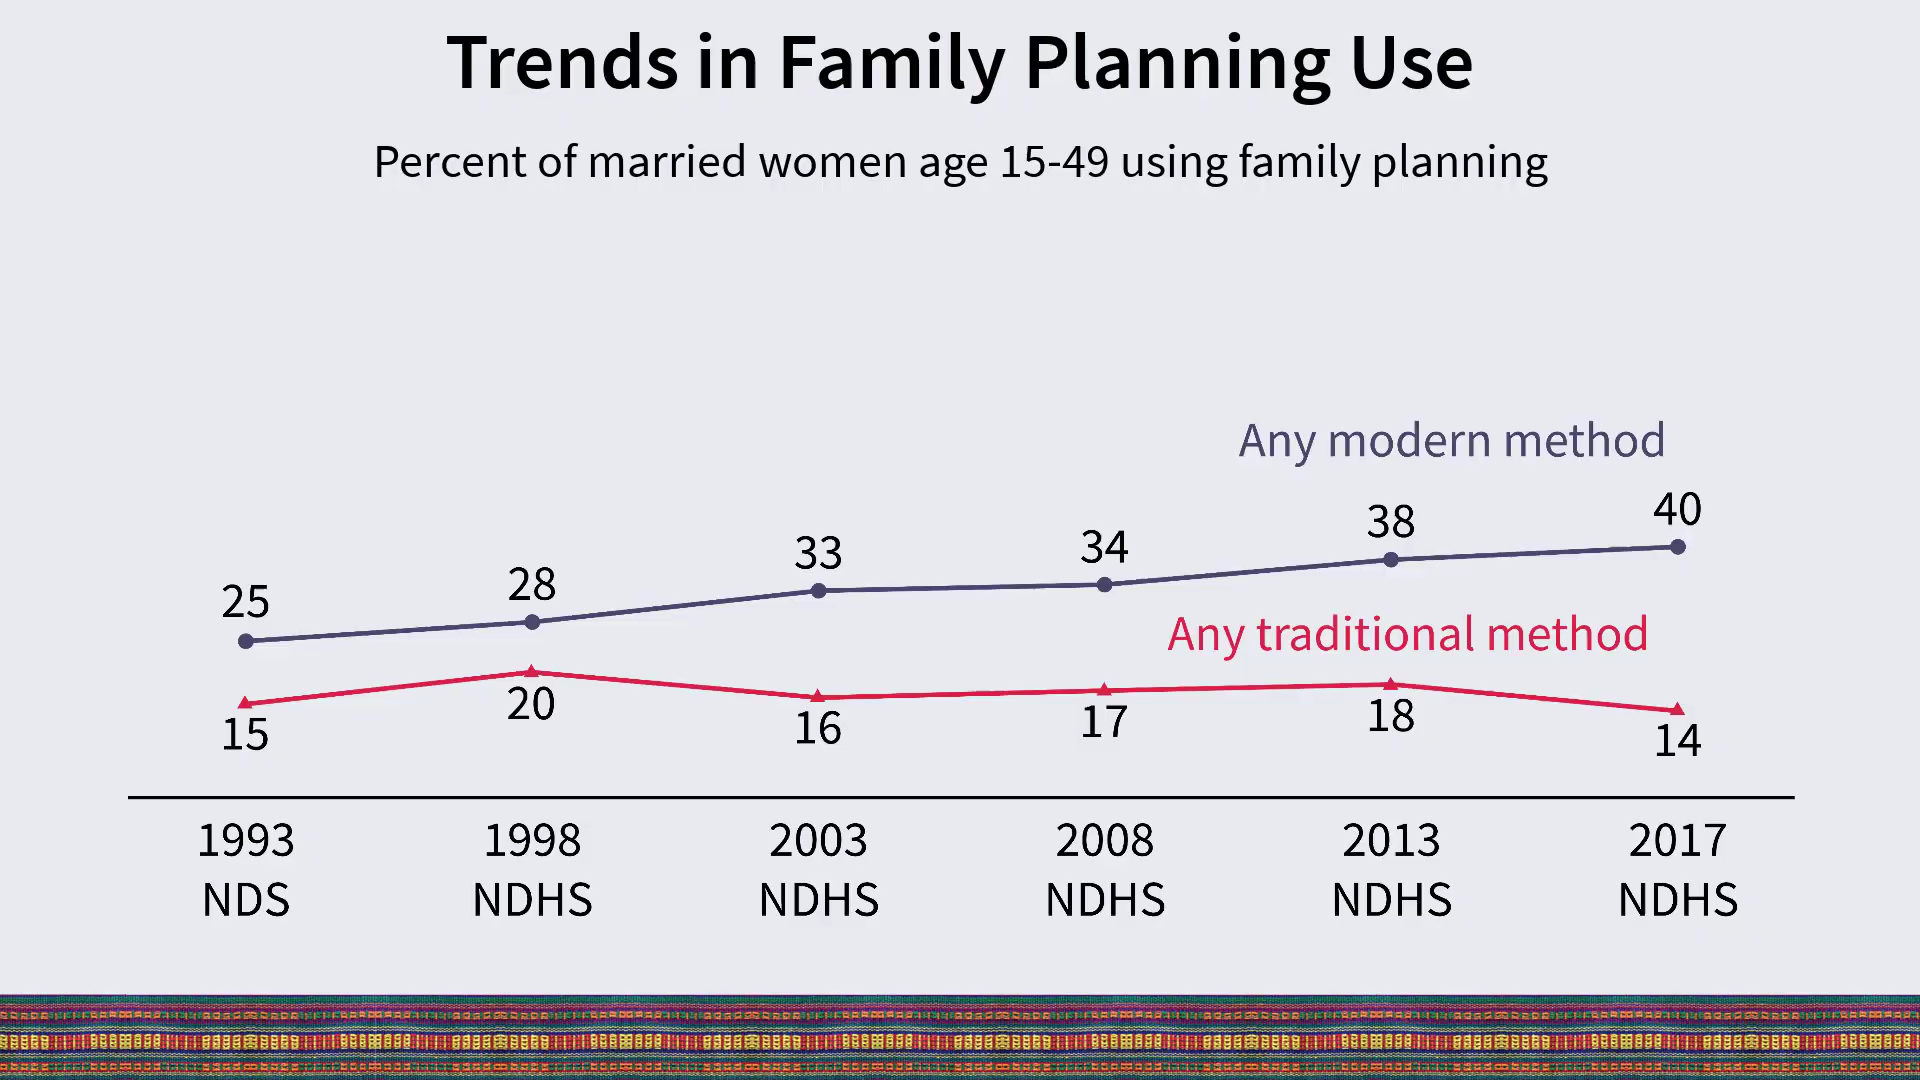 Trends in Family Planning Use
Percent of married women age 15-49 using family planning
Any modern method
25 28 33 34 38 40
Any traditional method
15 20 16 17 18 14
1993 1998 2003 2008 2013 2017
NDS NDHS NDHS NDHS NDHS NDHS